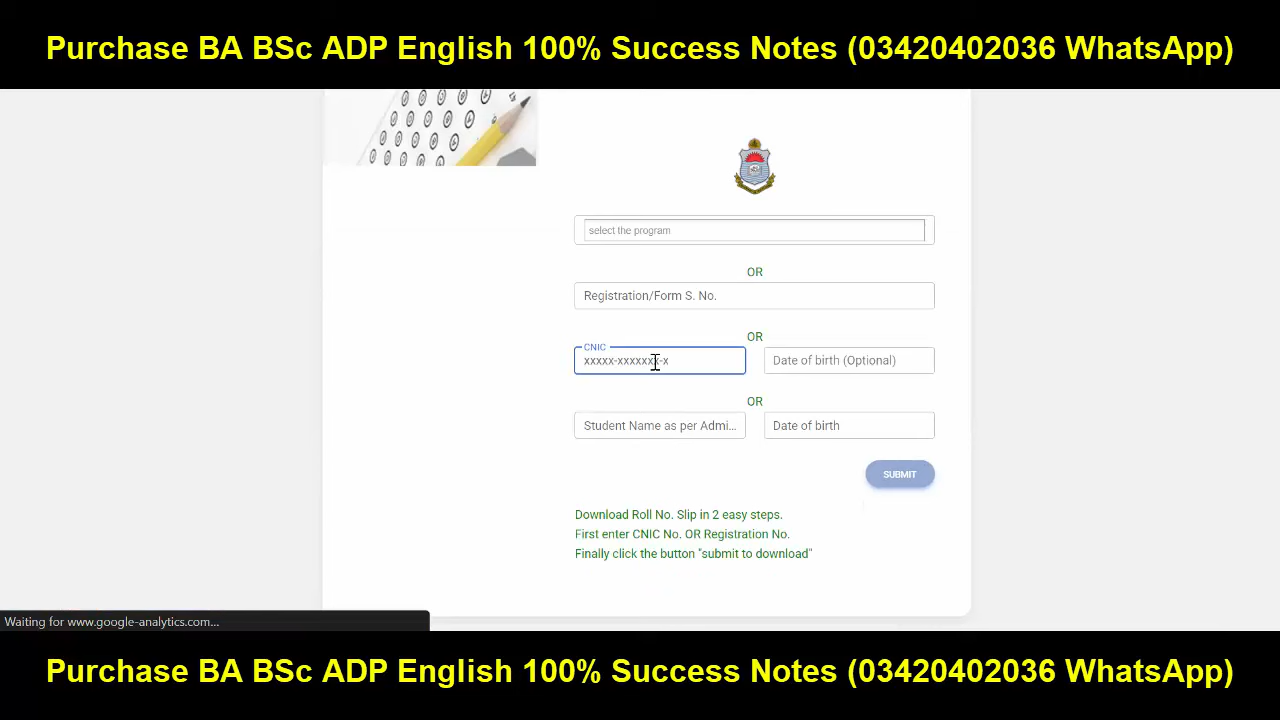 Purchase BA BSc ADP English 100% Success Notes (03420402036 WhatsApp)
select the program
OR
Registration/Form S. No.
OR
CNIC
xxxxx-xxxxxxx-x
Date of birth (Optional)
OR
Student Name as per Admi...
Date of birth
SUBMIT
Download Roll No. Slip in 2 easy steps.
First enter CNIC No. OR Registration No.
Finally click the button "submit to download"
Waiting for www.google-analytics.com...
Purchase BA BSc ADP English 100% Success Notes (03420402036 WhatsApp)